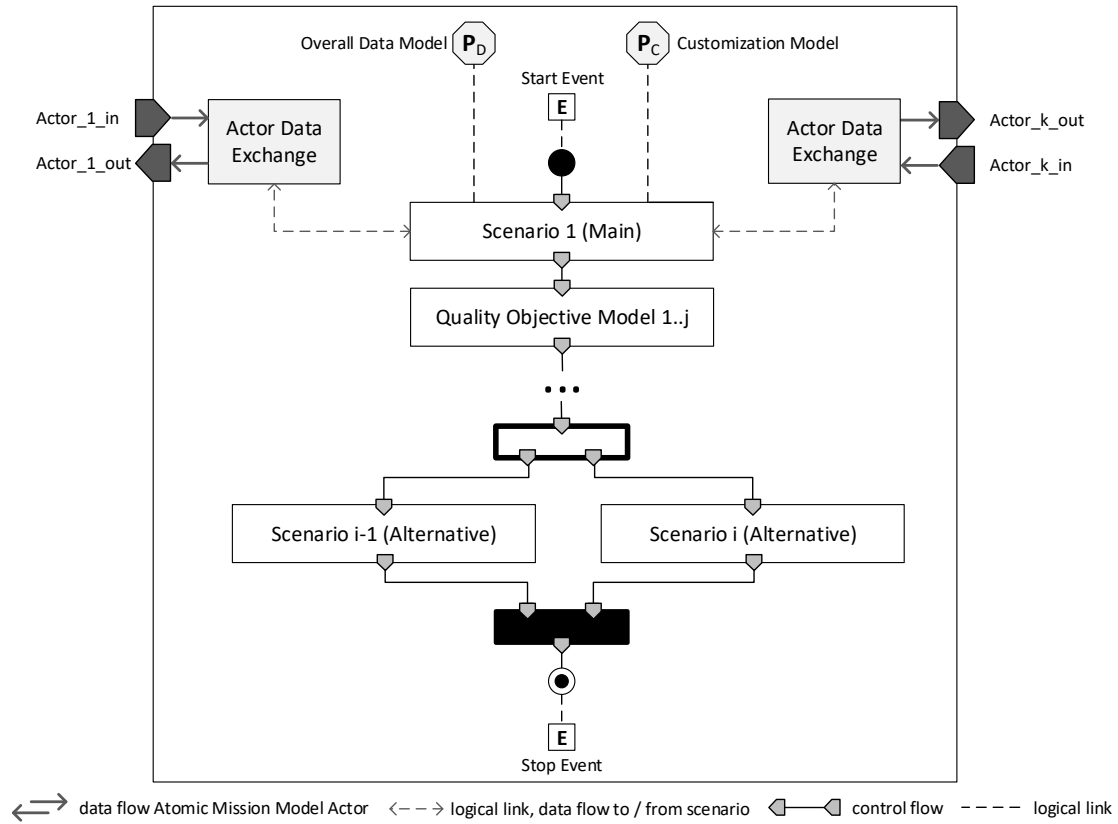 Overall Data Model
P_D
P_C
Customization Model
Start Event
E
Actor_1_in
Actor_1_out
Actor Data
Exchange
Actor Data
Exchange
Actor_k_out
Actor_k_in
Scenario 1 (Main)
Quality Objective Model 1..j
...
Scenario i-1 (Alternative)
Scenario i (Alternative)
E
Stop Event
data flow Atomic Mission Model Actor
logical link, data flow to / from scenario
control flow
logical link